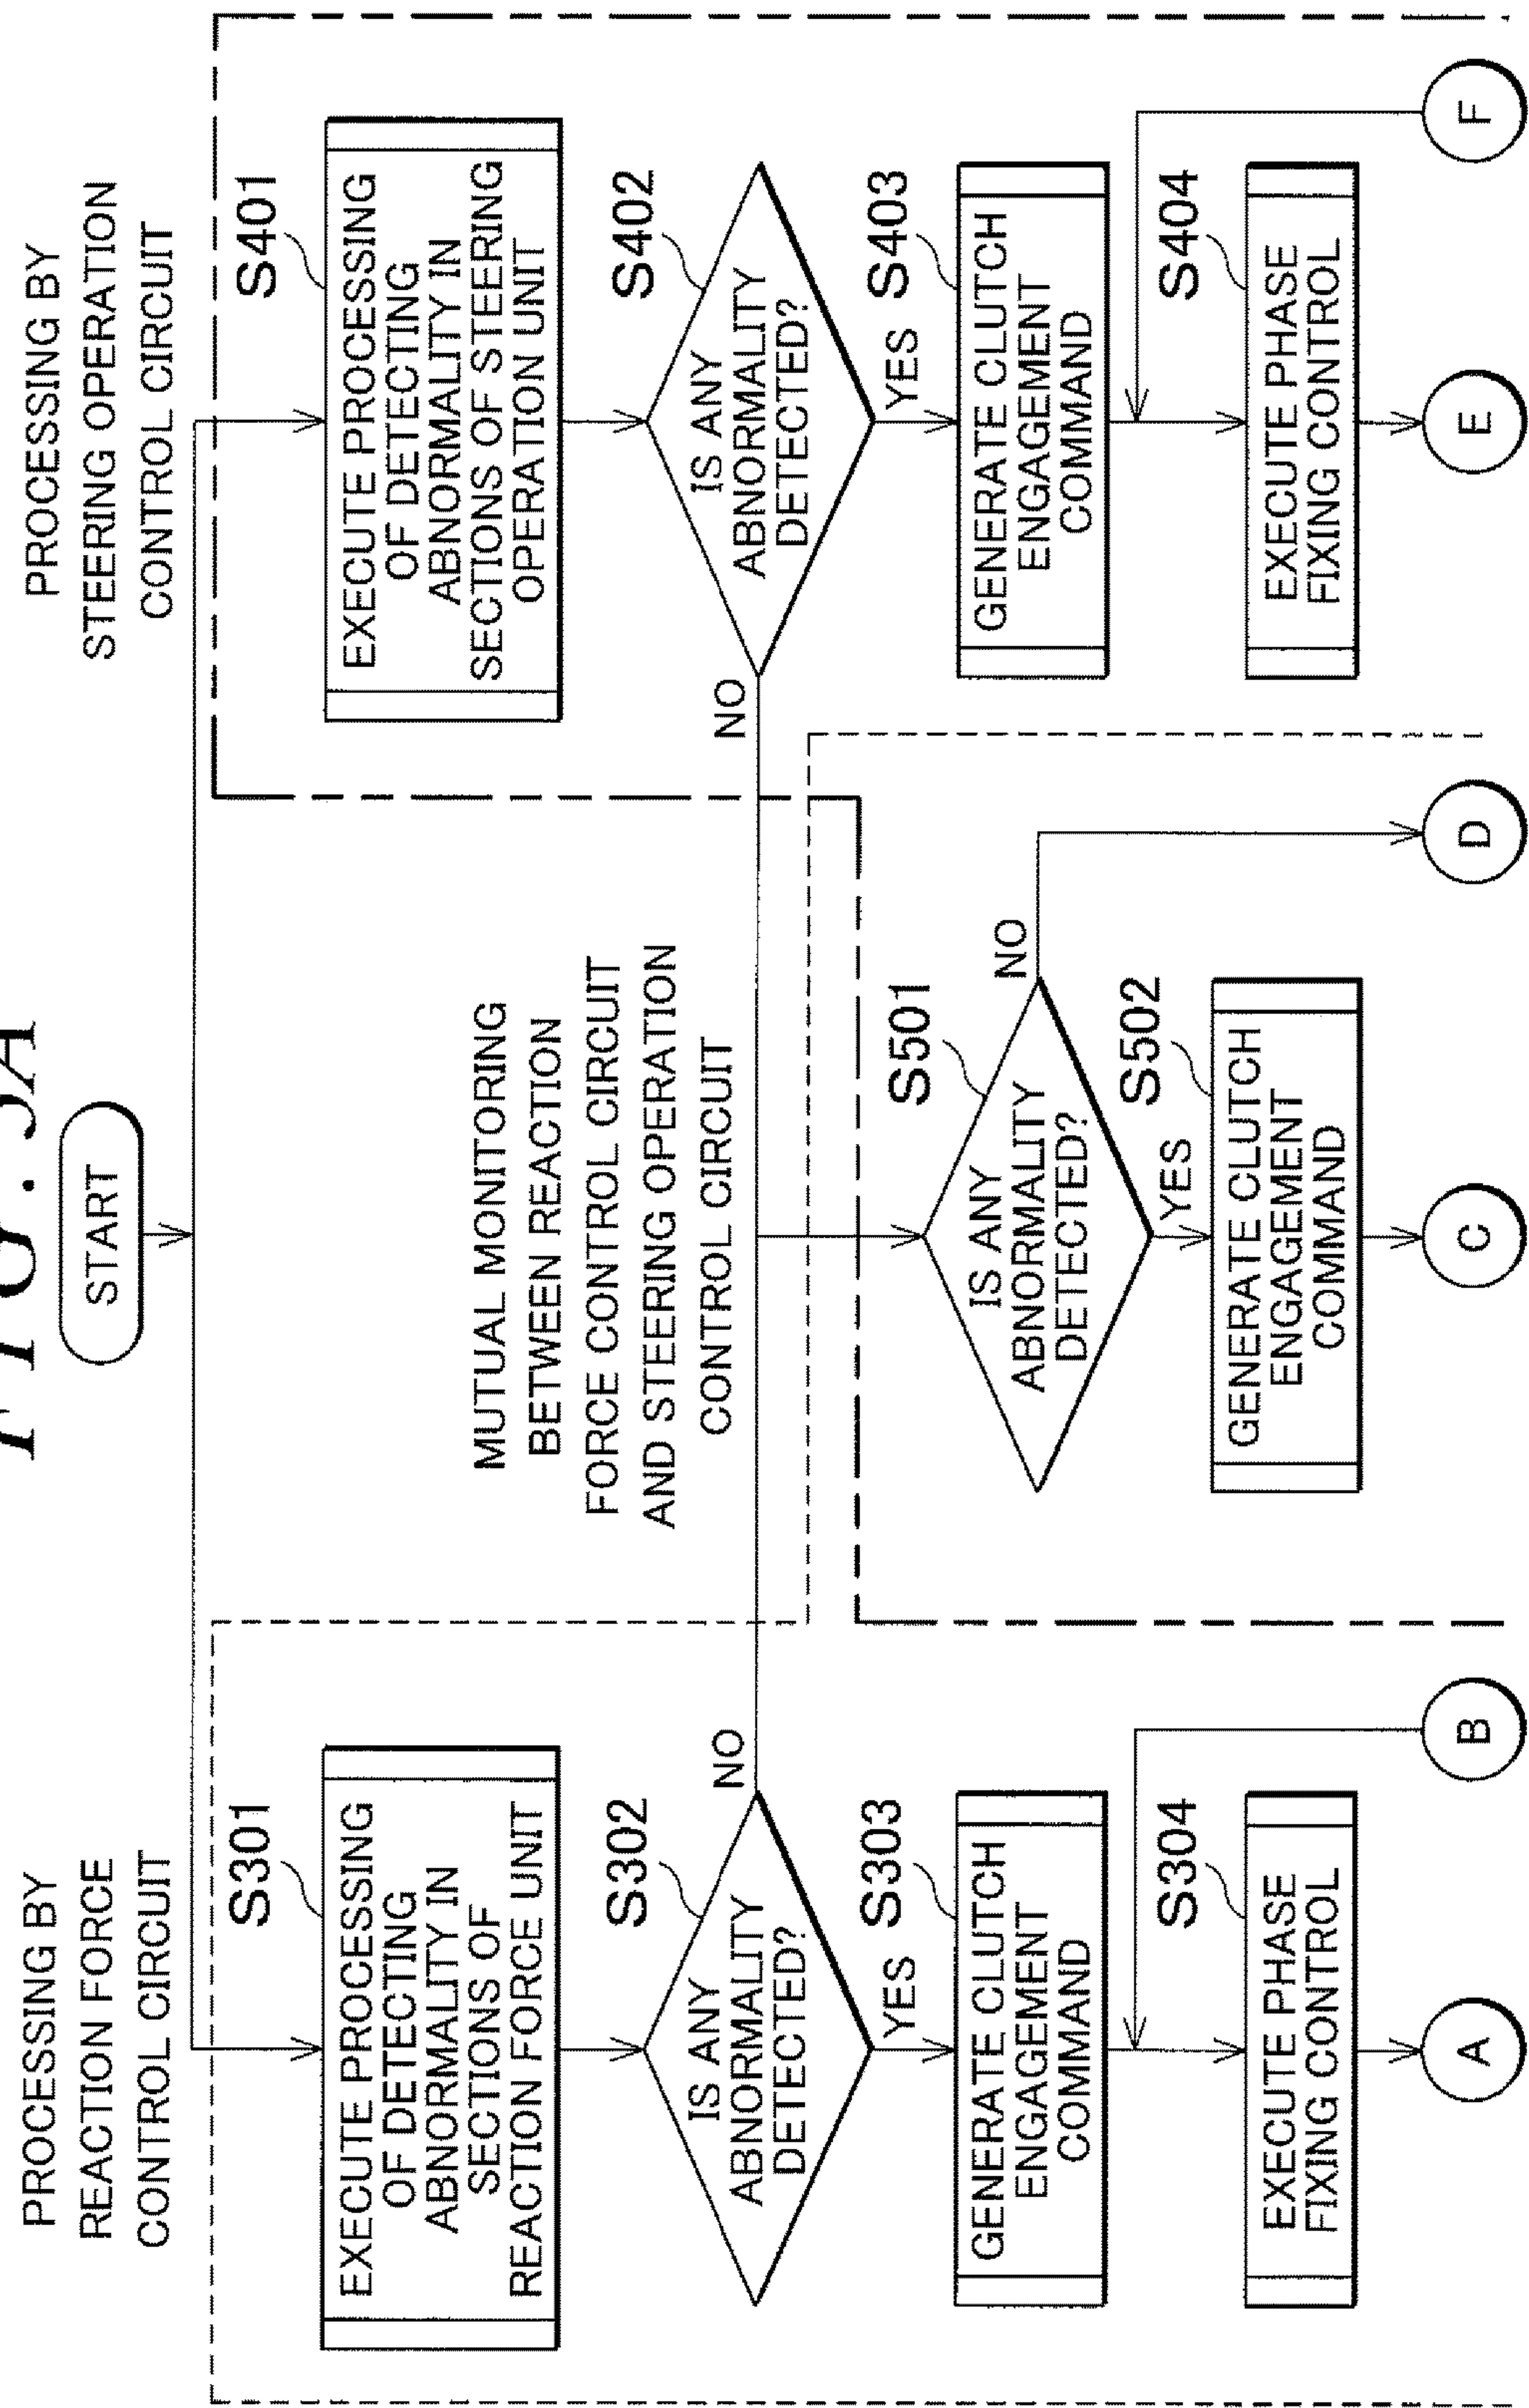 START
PROCESSING BY
REACTION FORCE
CONTROL CIRCUIT
S301
EXECUTE PROCESSING
OF DETECTING
ABNORMALITY IN
SECTIONS OF
REACTION FORCE UNIT
S302
IS ANY
ABNORMALITY
DETECTED?
NO
YES
S303
GENERATE CLUTCH
ENGAGEMENT
COMMAND
S304
EXECUTE PHASE
FIXING CONTROL
A
B
MUTUAL MONITORING
BETWEEN REACTION
FORCE CONTROL CIRCUIT
AND STEERING OPERATION
CONTROL CIRCUIT
S501
IS ANY
ABNORMALITY
DETECTED?
NO
YES
S502
GENERATE CLUTCH
ENGAGEMENT
COMMAND
C
D
PROCESSING BY
STEERING OPERATION
CONTROL CIRCUIT
S401
EXECUTE PROCESSING
OF DETECTING
ABNORMALITY IN
SECTIONS OF STEERING
OPERATION UNIT
S402
IS ANY
ABNORMALITY
DETECTED?
NO
YES
S403
GENERATE CLUTCH
ENGAGEMENT
COMMAND
S404
EXECUTE PHASE
FIXING CONTROL
E
F